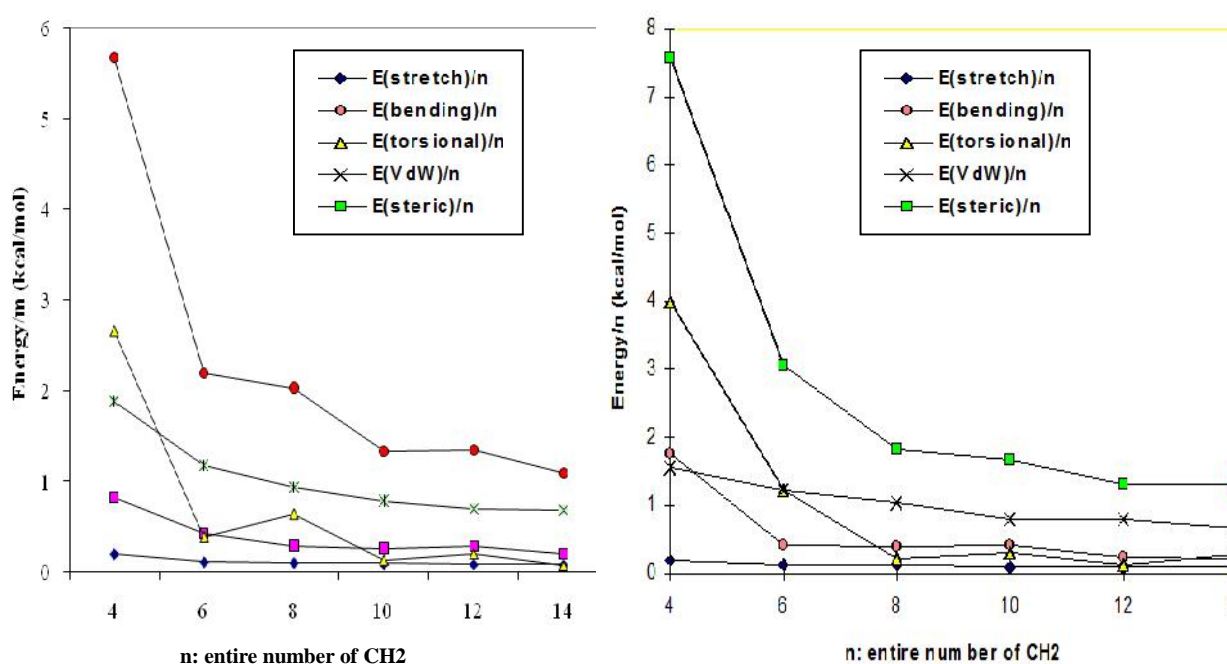 6
5
4
3
2
1
0
Energy/m (kcal/mol)
E(stretch)/n
E(bending)/n
E(torsional)/n
E(VdW)/n
E(steric)/n
4 6 8 10 12 14
n: entire number of CH2
8
7
6
5
4
3
2
1
0
Energy/n (kcal/mol)
E(stretch)/n
E(bending)/n
E(torsional)/n
E(VdW)/n
E(steric)/n
4 6 8 10 12
n: entire number of CH2